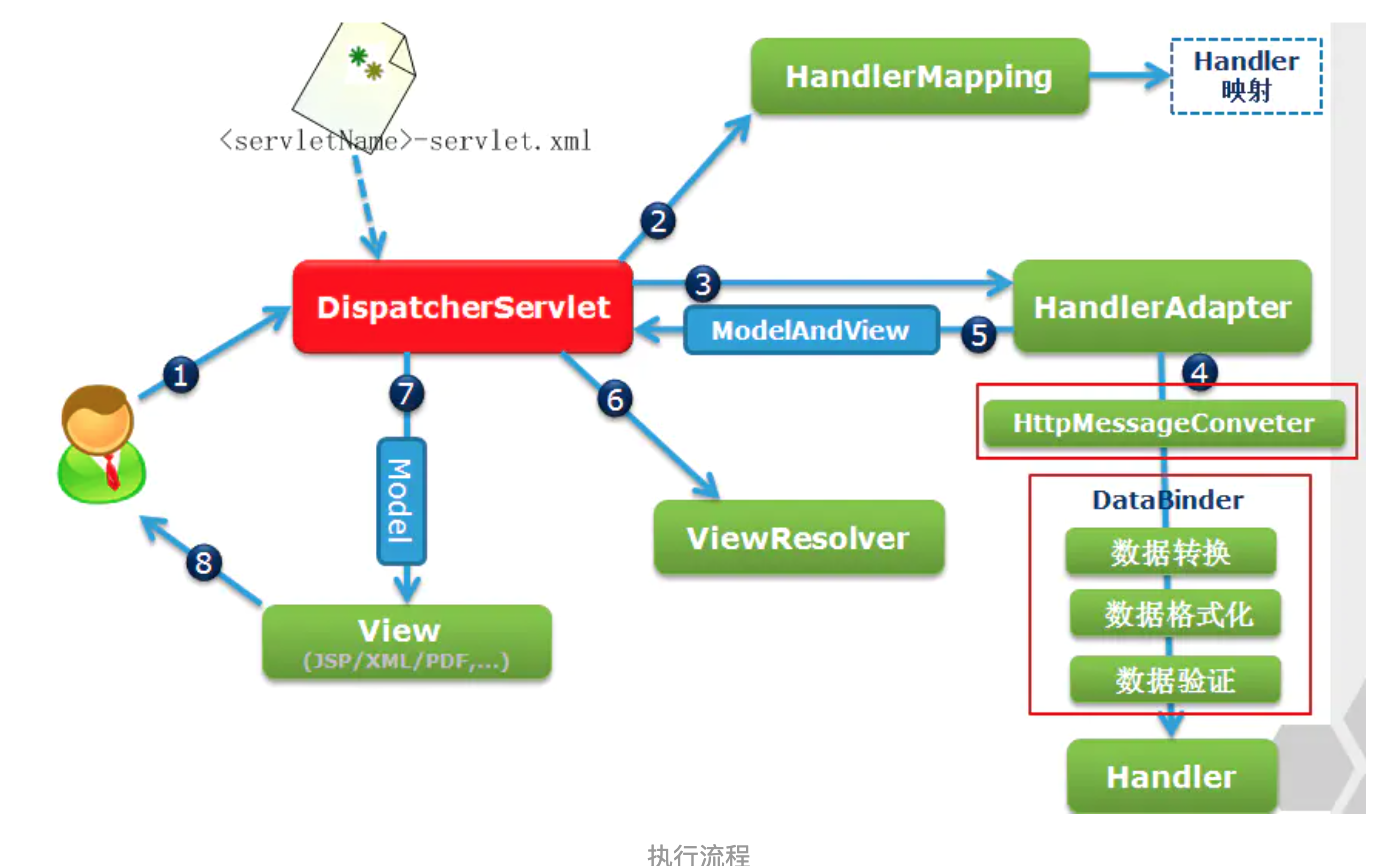 HandlerMapping
Handler
映射
<servletName>-servlet.xml
2
DispatcherServlet
3
HandlerAdapter
ModelAndView
5
1
7
6
4
HttpMessageConveter
Model
DataBinder
ViewResolver
数据转换
8
数据格式化
View
(JSP/XML/PDF,...)
数据验证
Handler
执行流程